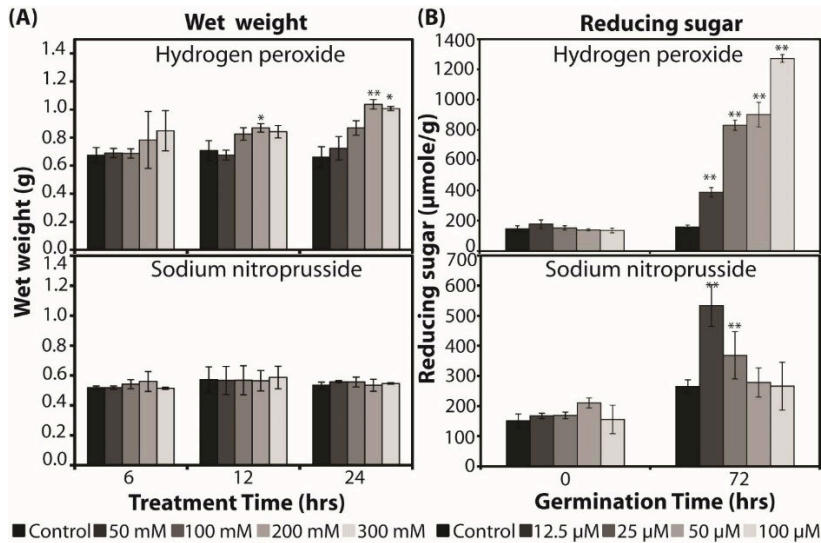 (A) Wet weight
Hydrogen peroxide
1.4
1.2
1.0
0.8
0.6
0.4
0.2
0.0
* ** *
Wet weight (g)
Sodium nitroprusside
1.4
1.2
1.0
0.8
0.6
0.4
0.2
0.0
6 12 24
Treatment Time (hrs)
Control 50 mM 100 mM 200 mM 300 mM
(B) Reducing sugar
Hydrogen peroxide
1400
1200
1000
800
600
400
200
0
** ** ** **
Reducing sugar (μmole/g)
Sodium nitroprusside
700
600
500
400
300
200
100
0
** **
0 72
Germination Time (hrs)
Control 12.5 μM 25 μM 50 μM 100 μM